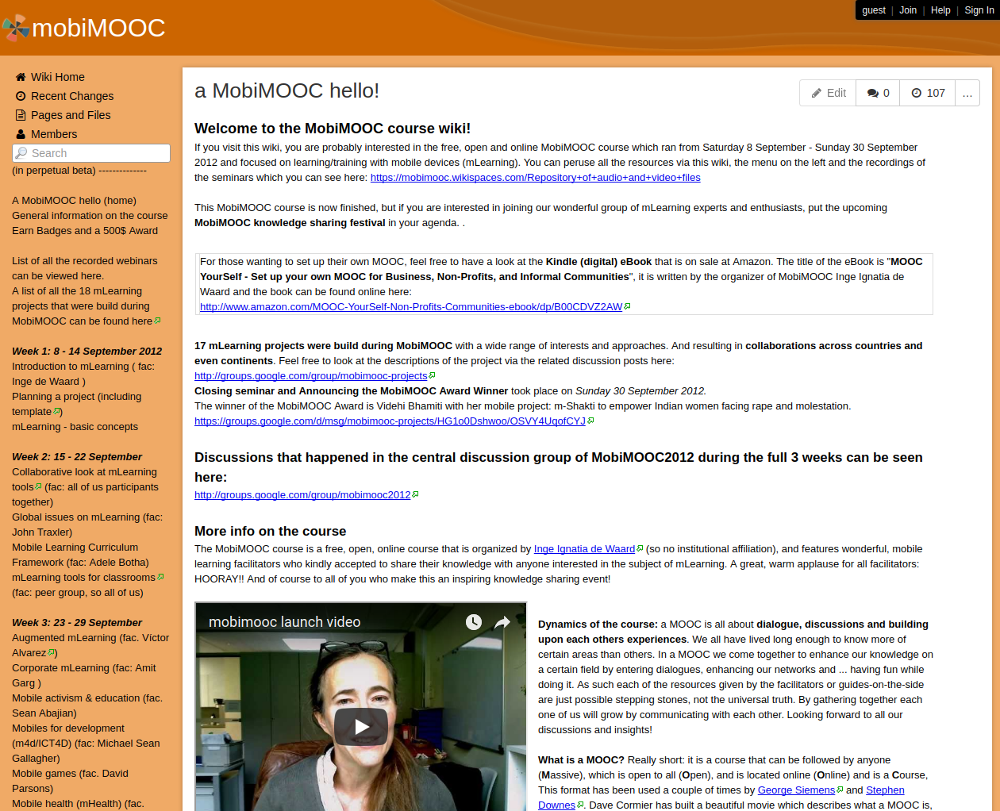 mobiMOOC
guest | Join | Help | Sign In
Wiki Home
Recent Changes
Pages and Files
Members
Search
(in perpetual beta) --------------
A MobiMOOC hello (home)
General information on the course
Earn Badges and a 500$ Award
List of all the recorded webinars
can be viewed here.
A list of all the 18 mLearning
projects that were build during
MobiMOOC can be found here
Week 1: 8 - 14 September 2012
Introduction to mLearning ( fac:
Inge de Waard )
Planning a project (including
template)
mLearning - basic concepts
Week 2: 15 - 22 September
Collaborative look at mLearning
tools (fac: all of us participants
together)
Global issues on mLearning (fac:
John Traxler)
Mobile Learning Curriculum
Framework (fac: Adele Botha)
mLearning tools for classrooms
(fac: peer group, so all of us)
Week 3: 23 - 29 September
Augmented mLearning (fac. Víctor
Alvarez)
Corporate mLearning (fac: Amit
Garg )
Mobile activism & education (fac.
Sean Abajian)
Mobiles for development
(m4d/ICT4D) (fac: Michael Sean
Gallagher)
Mobile games (fac. David
Parsons)
Mobile health (mHealth) (fac.
a MobiMOOC hello!
Edit 0 107 ...
Welcome to the MobiMOOC course wiki!
If you visit this wiki, you are probably interested in the free, open and online MobiMOOC course which ran from Saturday 8 September - Sunday 30 September
2012 and focused on learning/training with mobile devices (mLearning). You can peruse all the resources via this wiki, the menu on the left and the recordings of
the seminars which you can see here: https://mobimooc.wikispaces.com/Repository+of+audio+and+video+files
This MobiMOOC course is now finished, but if you are interested in joining our wonderful group of mLearning experts and enthusiasts, put the upcoming
MobiMOOC knowledge sharing festival in your agenda. .
For those wanting to set up their own MOOC, feel free to have a look at the Kindle (digital) eBook that is on sale at Amazon. The title of the eBook is "MOOC
YourSelf - Set up your own MOOC for Business, Non-Profits, and Informal Communities", it is written by the organizer of MobiMOOC Inge Ignatia de
Waard and the book can be found online here:
http://www.amazon.com/MOOC-YourSelf-Non-Profits-Communities-ebook/dp/B00CDVZ2AW
17 mLearning projects were build during MobiMOOC with a wide range of interests and approaches. And resulting in collaborations across countries and
even continents. Feel free to look at the descriptions of the project via the related discussion posts here:
http://groups.google.com/group/mobimooc-projects
Closing seminar and Announcing the MobiMOOC Award Winner took place on Sunday 30 September 2012.
The winner of the MobiMOOC Award is Videhi Bhamiti with her mobile project: m-Shakti to empower Indian women facing rape and molestation.
https://groups.google.com/d/msg/mobimooc-projects/HG1o0Dshwoo/OSVY4UqofCYJ
Discussions that happened in the central discussion group of MobiMOOC2012 during the full 3 weeks can be seen
here:
http://groups.google.com/group/mobimooc2012
More info on the course
The MobiMOOC course is a free, open, online course that is organized by Inge Ignatia de Waard (so no institutional affiliation), and features wonderful, mobile
learning facilitators who kindly accepted to share their knowledge with anyone interested in the subject of mLearning. A great, warm applause for all facilitators:
HOORAY!! And of course to all of you who make this an inspiring knowledge sharing event!
mobimooc launch video
Dynamics of the course: a MOOC is all about dialogue, discussions and building
upon each others experiences. We all have lived long enough to know more of
certain areas than others. In a MOOC we come together to enhance our knowledge on
a certain field by entering dialogues, enhancing our networks and ... having fun while
doing it. As such each of the resources given by the facilitators or guides-on-the-side
are just possible stepping stones, not the universal truth. By gathering together each
one of us will grow by communicating with each other. Looking forward to all our
discussions and insights!
What is a MOOC? Really short: it is a course that can be followed by anyone
(Massive), which is open to all (Open), and is located online (Online) and is a Course,
This format has been used a couple of times by George Siemens and Stephen
Downes. Dave Cormier has built a beautiful movie which describes what a MOOC is,